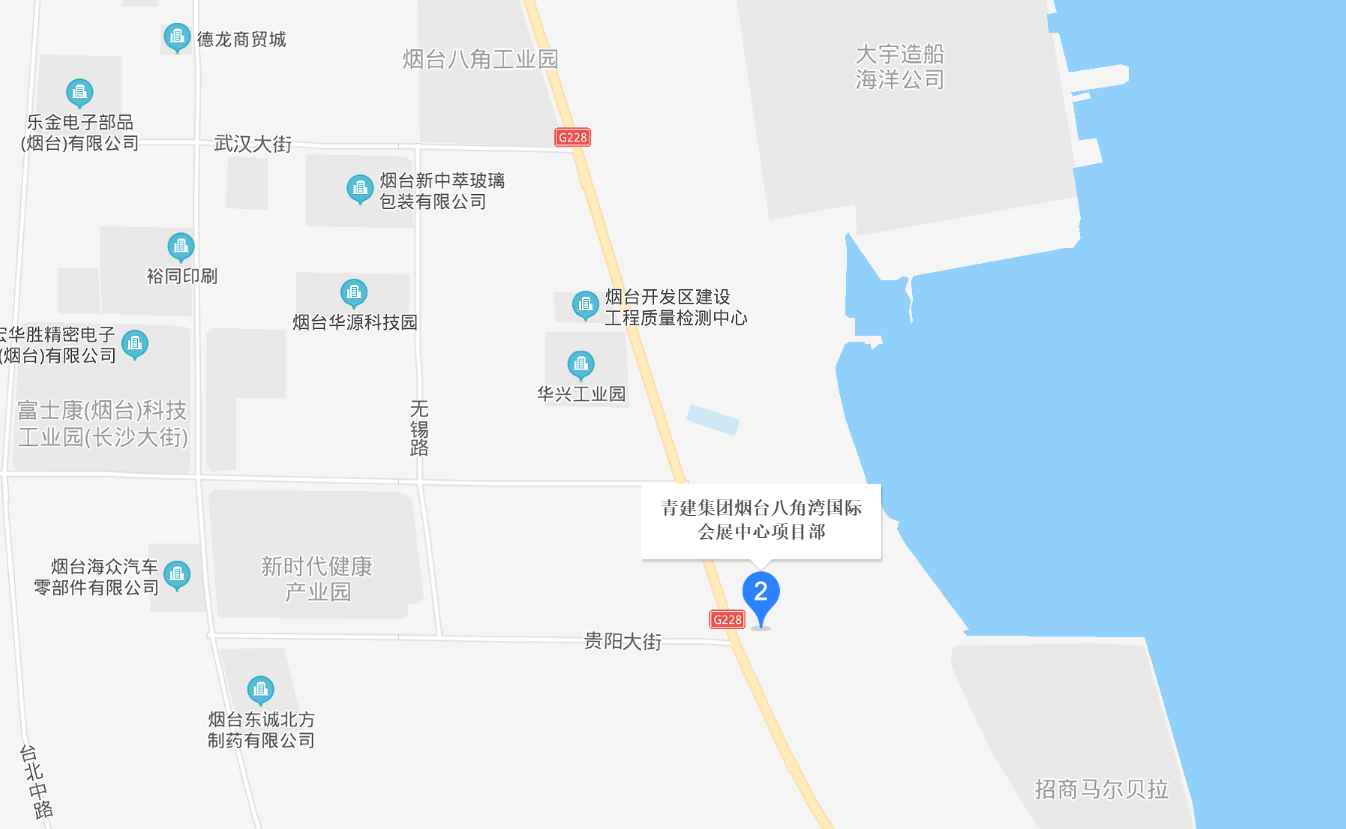 德龙商贸城
烟台八角工业园
大宇造船
海洋公司
乐金电子部品
(烟台)有限公司
武汉大街
G228
烟台新中萃玻璃
包装有限公司
裕同印刷
烟台华源科技园
烟台开发区建设
工程质量检测中心
宏华胜精密电子
(烟台)有限公司
华兴工业园
富士康(烟台)科技
工业园(长沙大街)
无锡路
青建集团烟台八角湾国际
会展中心项目部
烟台海众汽车
零部件有限公司
新时代健康
产业园
2
G228
贵阳大街
烟台东诚北方
制药有限公司
台北中路
招商马尔贝拉